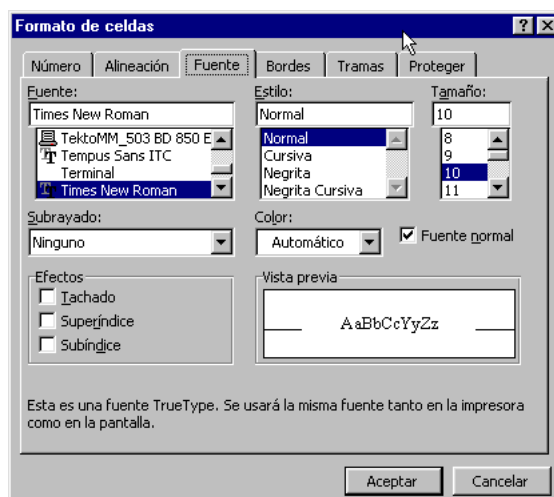 Formato de celdas
Número Alineación Fuente Bordes Tramas Proteger
Fuente: Estilo: Tamaño:
Times New Roman Normal 10
TektoMM_503 BD 850 E Normal 8
Tempus Sans ITC Cursiva 9
Terminal Negrita 10
Times New Roman Negrita Cursiva 11
Subrayado: Color:
Ninguno Automático Fuente normal
Efectos Vista previa
Tachado
Superíndice AaBbCcYyZz
Subíndice
Esta es una fuente TrueType. Se usará la misma fuente tanto en la impresora
como en la pantalla.
Aceptar Cancelar